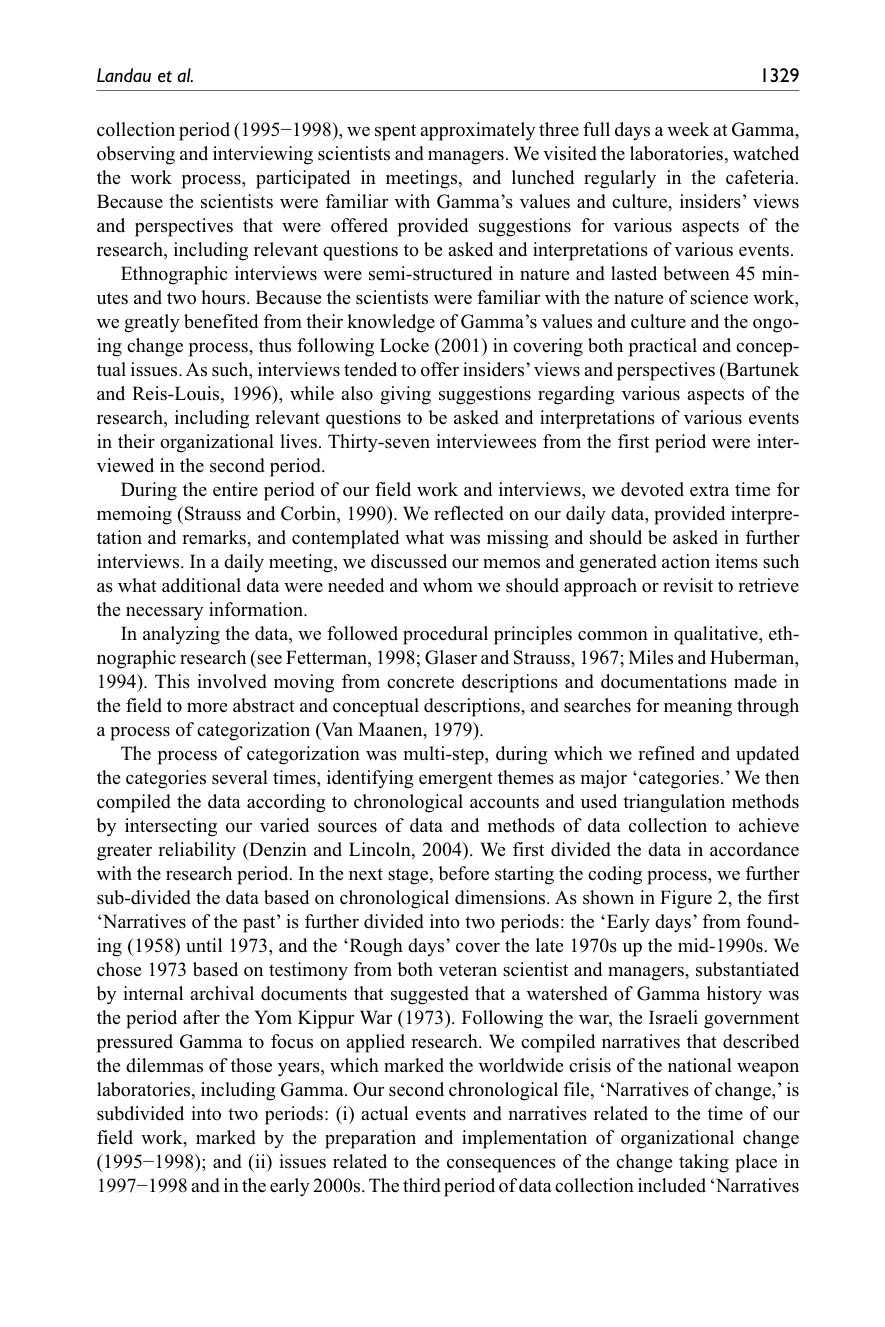 Landau et al. 1329
collection period (1995−1998), we spent approximately three full days a week at Gamma,
observing and interviewing scientists and managers. We visited the laboratories, watched
the work process, participated in meetings, and lunched regularly in the cafeteria.
Because the scientists were familiar with Gamma’s values and culture, insiders’ views
and perspectives that were offered provided suggestions for various aspects of the
research, including relevant questions to be asked and interpretations of various events.
Ethnographic interviews were semi-structured in nature and lasted between 45 min-
utes and two hours. Because the scientists were familiar with the nature of science work,
we greatly benefited from their knowledge of Gamma’s values and culture and the ongo-
ing change process, thus following Locke (2001) in covering both practical and concep-
tual issues. As such, interviews tended to offer insiders’ views and perspectives (Bartunek
and Reis-Louis, 1996), while also giving suggestions regarding various aspects of the
research, including relevant questions to be asked and interpretations of various events
in their organizational lives. Thirty-seven interviewees from the first period were inter-
viewed in the second period.
During the entire period of our field work and interviews, we devoted extra time for
memoing (Strauss and Corbin, 1990). We reflected on our daily data, provided interpre-
tation and remarks, and contemplated what was missing and should be asked in further
interviews. In a daily meeting, we discussed our memos and generated action items such
as what additional data were needed and whom we should approach or revisit to retrieve
the necessary information.
In analyzing the data, we followed procedural principles common in qualitative, eth-
nographic research (see Fetterman, 1998; Glaser and Strauss, 1967; Miles and Huberman,
1994). This involved moving from concrete descriptions and documentations made in
the field to more abstract and conceptual descriptions, and searches for meaning through
a process of categorization (Van Maanen, 1979).
The process of categorization was multi-step, during which we refined and updated
the categories several times, identifying emergent themes as major ‘categories.’ We then
compiled the data according to chronological accounts and used triangulation methods
by intersecting our varied sources of data and methods of data collection to achieve
greater reliability (Denzin and Lincoln, 2004). We first divided the data in accordance
with the research period. In the next stage, before starting the coding process, we further
sub-divided the data based on chronological dimensions. As shown in Figure 2, the first
‘Narratives of the past’ is further divided into two periods: the ‘Early days’ from found-
ing (1958) until 1973, and the ‘Rough days’ cover the late 1970s up the mid-1990s. We
chose 1973 based on testimony from both veteran scientist and managers, substantiated
by internal archival documents that suggested that a watershed of Gamma history was
the period after the Yom Kippur War (1973). Following the war, the Israeli government
pressured Gamma to focus on applied research. We compiled narratives that described
the dilemmas of those years, which marked the worldwide crisis of the national weapon
laboratories, including Gamma. Our second chronological file, ‘Narratives of change,’ is
subdivided into two periods: (i) actual events and narratives related to the time of our
field work, marked by the preparation and implementation of organizational change
(1995−1998); and (ii) issues related to the consequences of the change taking place in
1997−1998 and in the early 2000s. The third period of data collection included ‘Narratives